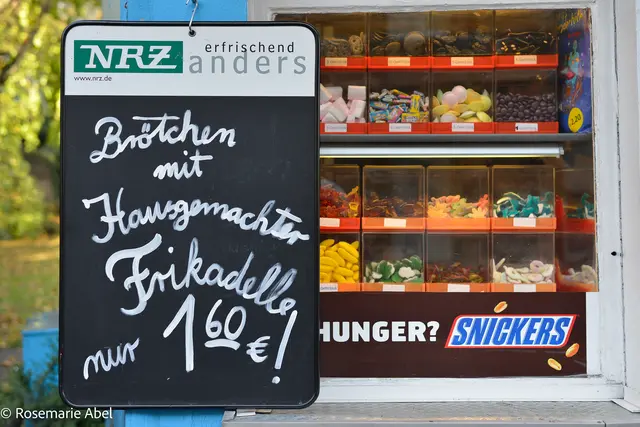 NRZ
erfrischend
anders
www.nrz.de
Brötchen
mit
Hausgemachter
Frikadelle
nur 1 60 € !
HUNGER? SNICKERS
© Rosemarie Abel